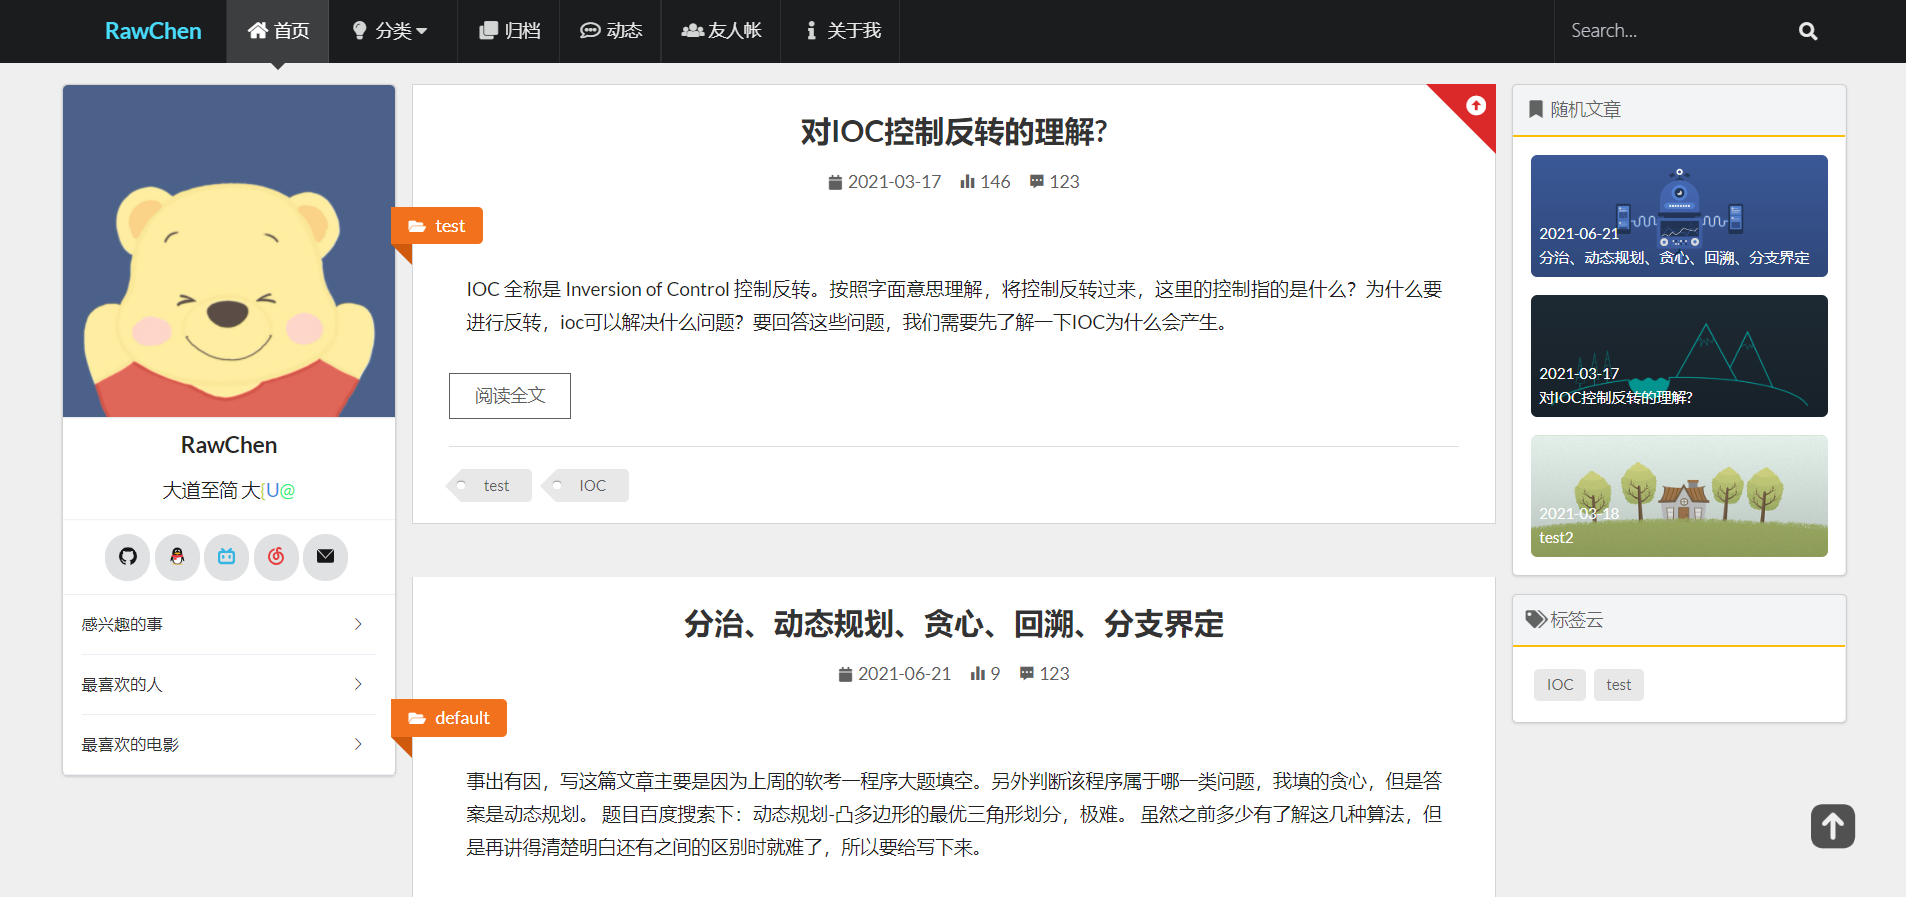 RawChen 首页 分类 归档 动态 友人帐 关于我 Search...
RawChen
大道至简 大{U@
感兴趣的事
最喜欢的人
最喜欢的电影
对IOC控制反转的理解?
2021-03-17 146 123
test
IOC 全称是 Inversion of Control 控制反转。按照字面意思理解，将控制反转过来，这里的控制指的是什么？为什么要
进行反转，ioc可以解决什么问题？要回答这些问题，我们需要先了解一下IOC为什么会产生。
阅读全文
test IOC
分治、动态规划、贪心、回溯、分支界定
2021-06-21 9 123
default
事出有因，写这篇文章主要是因为上周的软考一程序大题填空。另外判断该程序属于哪一类问题，我填的贪心，但是答
案是动态规划。 题目百度搜索下：动态规划-凸多边形的最优三角形划分，极难。 虽然之前多少有了解这几种算法，但
是再讲得清楚明白还有之间的区别时就难了，所以要给写下来。
随机文章
2021-06-21
分治、动态规划、贪心、回溯、分支界定
2021-03-17
对IOC控制反转的理解?
2021-03-18
test2
标签云
IOC test